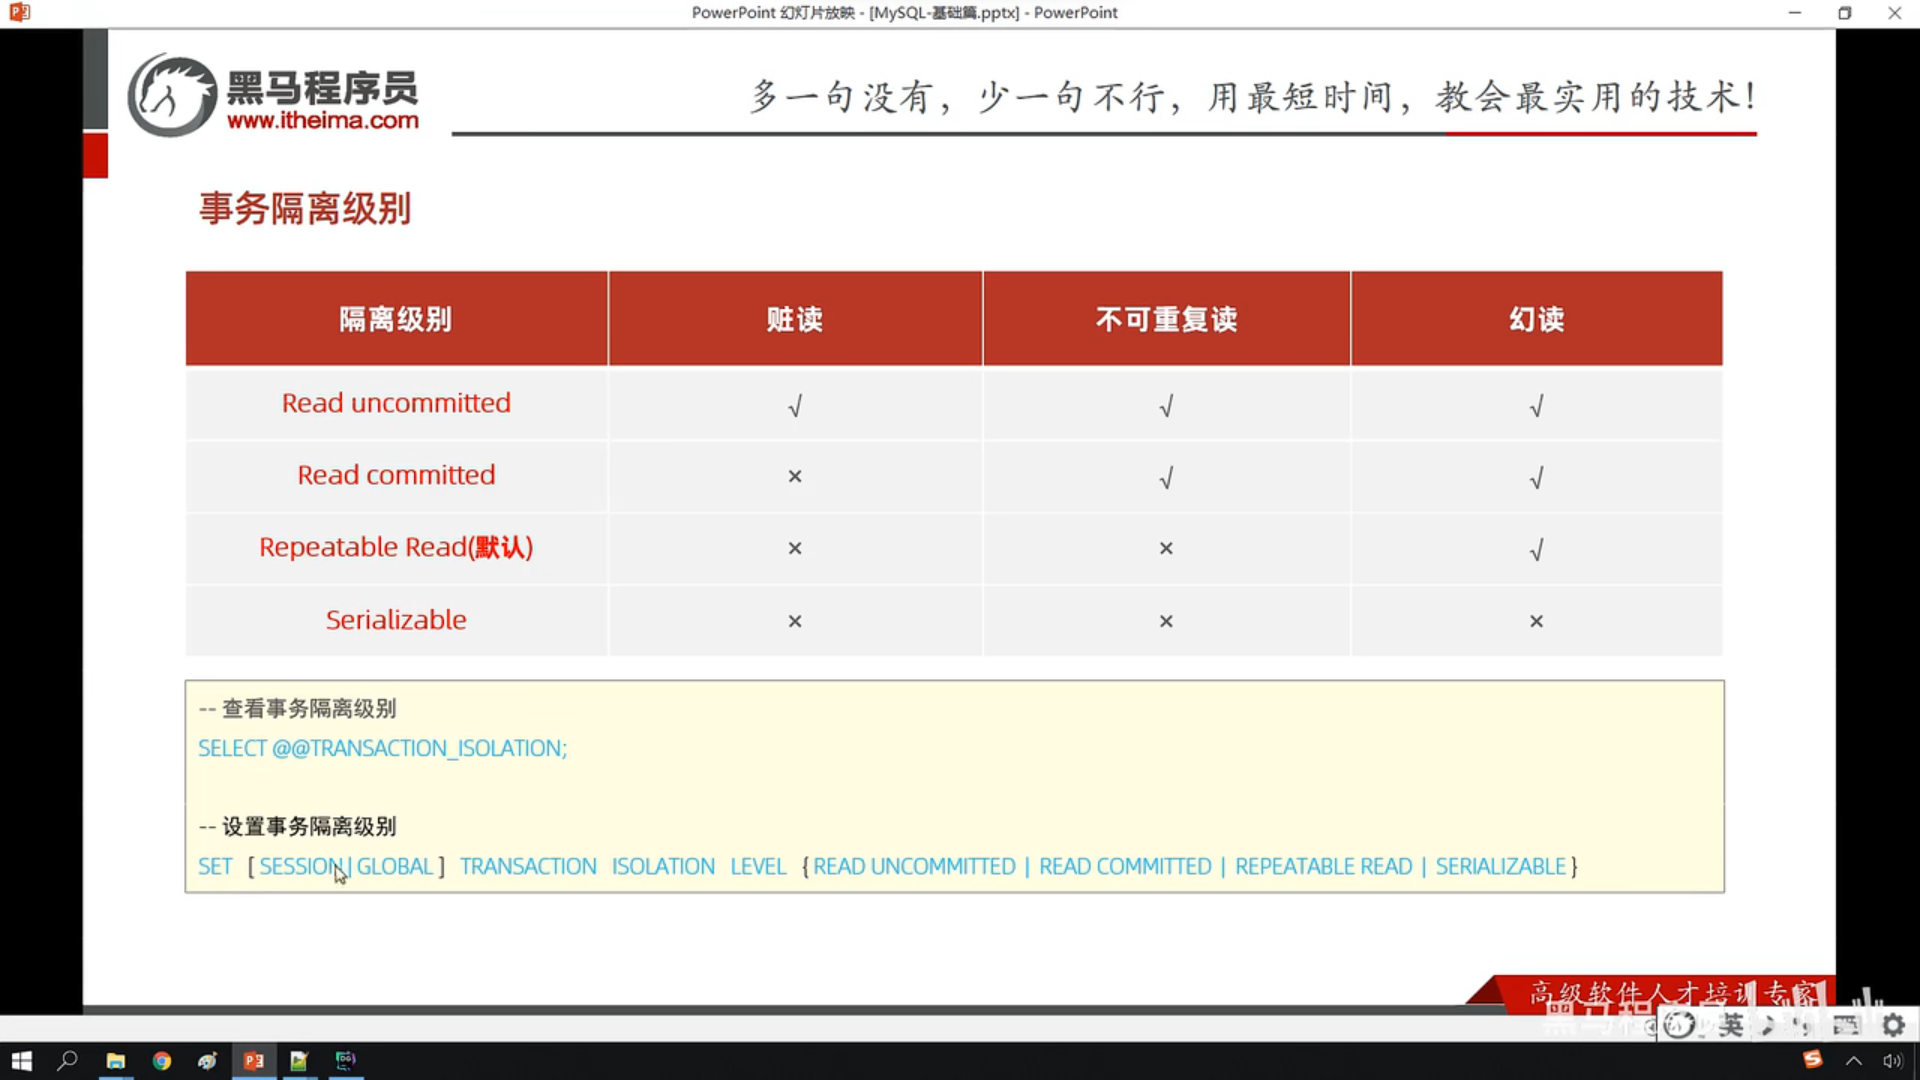 PowerPoint 幻灯片放映 - [MySQL-基础篇.pptx] - PowerPoint
黑马程序员
www.itheima.com
多一句没有，少一句不行，用最短时间，教会最实用的技术！
事务隔离级别
隔离级别 赃读 不可重复读 幻读
Read uncommitted √ √ √
Read committed × √ √
Repeatable Read(默认) × × √
Serializable × × ×
-- 查看事务隔离级别
SELECT @@TRANSACTION_ISOLATION;
-- 设置事务隔离级别
SET [ SESSION | GLOBAL ] TRANSACTION ISOLATION LEVEL { READ UNCOMMITTED | READ COMMITTED | REPEATABLE READ | SERIALIZABLE }
高级软件人才培训专家
英